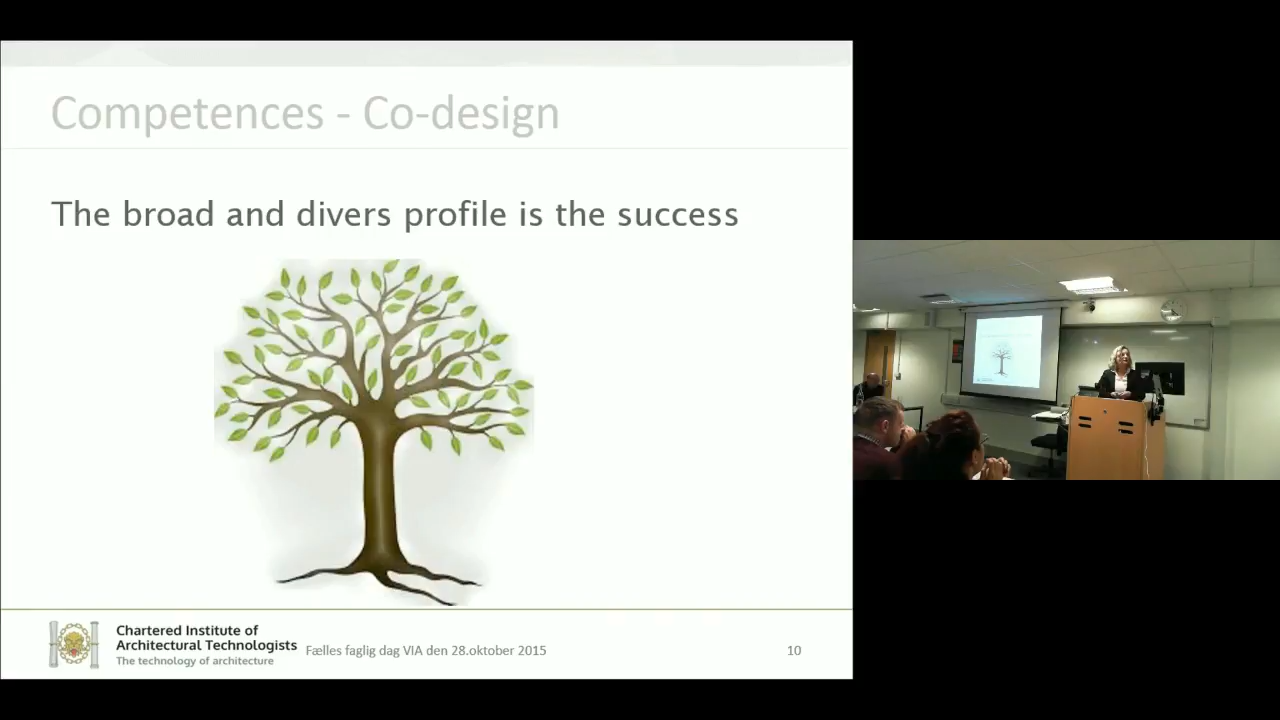 Competences - Co-design
The broad and divers profile is the success
Chartered Institute of
Architectural Technologists
The technology of architecture
Fælles faglig dag VIA den 28.oktober 2015
10